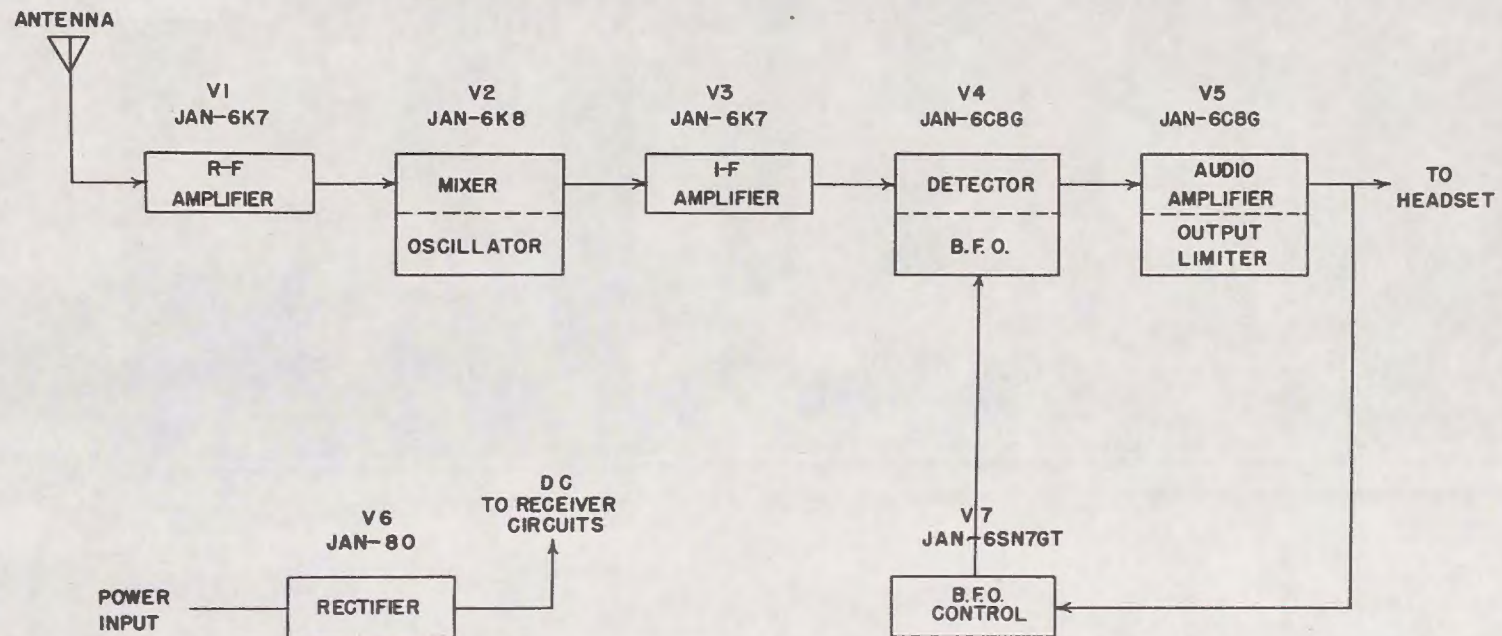 ANTENNA
V1
JAN-6K7
R-F
AMPLIFIER
V2
JAN-6K8
MIXER
OSCILLATOR
V3
JAN-6K7
I-F
AMPLIFIER
V4
JAN-6C8G
DETECTOR
B.F.O.
V5
JAN-6C8G
AUDIO
AMPLIFIER
OUTPUT
LIMITER
TO
HEADSET
POWER
INPUT
V6
JAN-80
RECTIFIER
DC
TO RECEIVER
CIRCUITS
V7
JAN-6SN7GT
B.F.O.
CONTROL